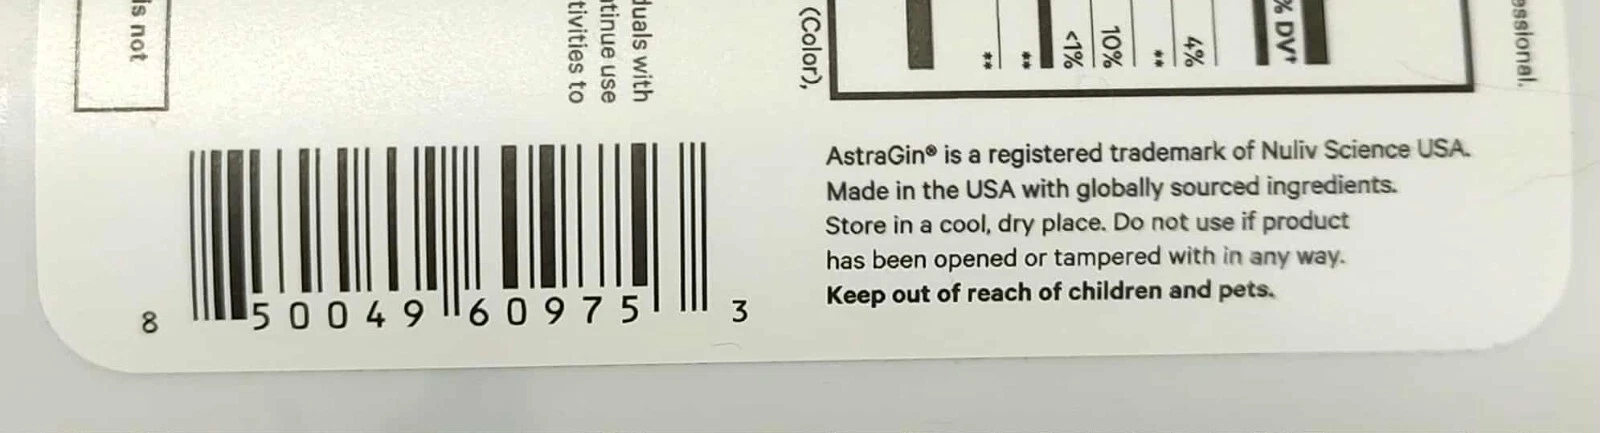 is not
duals with
tinue use
tivities to
(Color),
**
**
<1%
10%
**
4%
% DV†
essional.
8 50049 60975 3
AstraGin® is a registered trademark of Nuliv Science USA.
Made in the USA with globally sourced ingredients.
Store in a cool, dry place. Do not use if product
has been opened or tampered with in any way.
Keep out of reach of children and pets.